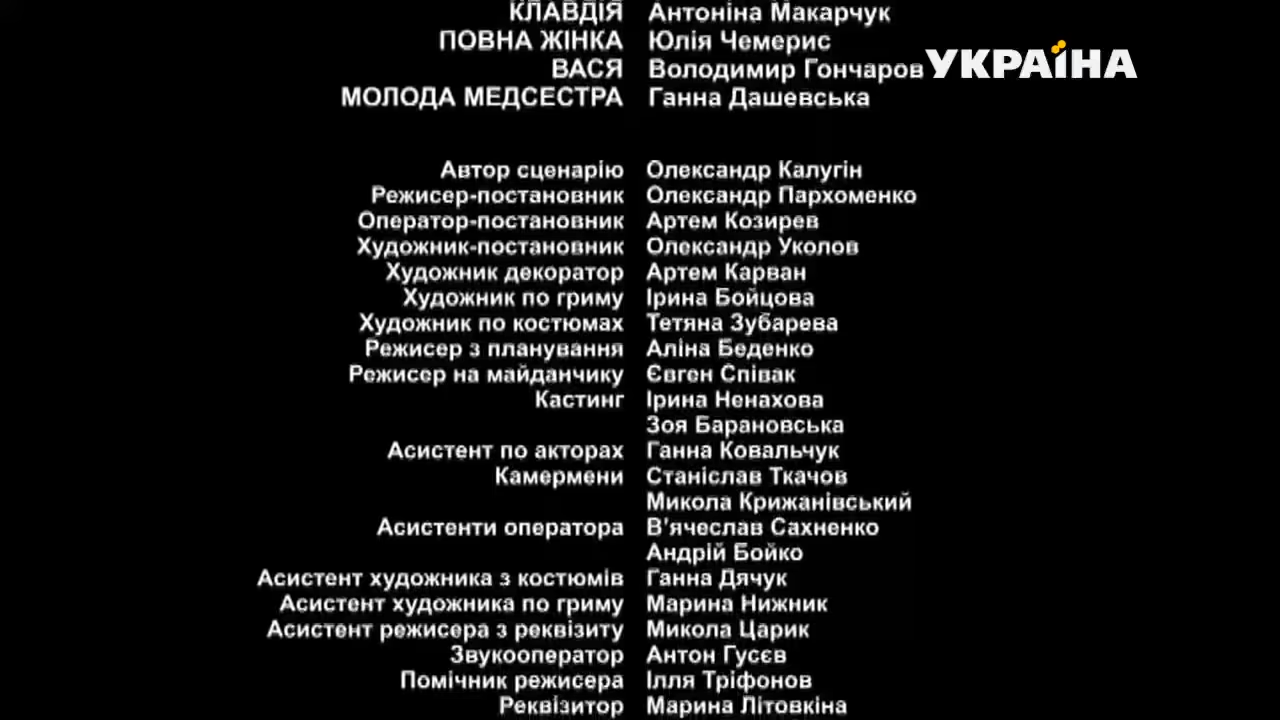 КЛАВДІЯ Антоніна Макарчук
ПОВНА ЖІНКА Юлія Чемерис
ВАСЯ Володимир Гончаров
УКРАЇНА
МОЛОДА МЕДСЕСТРА Ганна Дашевська
Автор сценарію Олександр Калугін
Режисер-постановник Олександр Пархоменко
Оператор-постановник Артем Козирев
Художник-постановник Олександр Уколов
Художник декоратор Артем Карван
Художник по гриму Ірина Бойцова
Художник по костюмах Тетяна Зубарева
Режисер з планування Аліна Беденко
Режисер на майданчику Євген Співак
Кастинг Ірина Ненахова
Зоя Барановська
Асистент по акторах Ганна Ковальчук
Камермени Станіслав Ткачов
Микола Крижанівський
Асистенти оператора В'ячеслав Сахненко
Андрій Бойко
Асистент художника з костюмів Ганна Дячук
Асистент художника по гриму Марина Нижник
Асистент режисера з реквізиту Микола Царик
Звукооператор Антон Гусєв
Помічник режисера Ілля Тріфонов
Реквізитор Марина Літовкіна